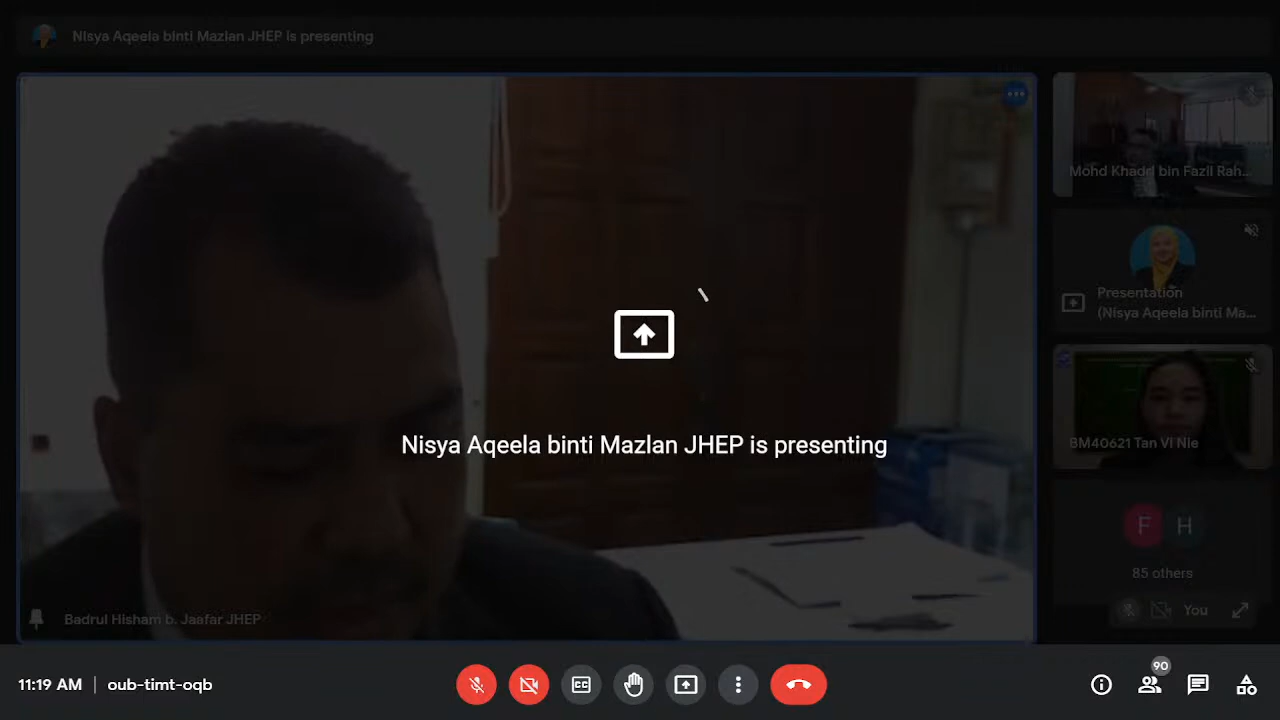 Nisya Aqeela binti Mazlan JHEP is presenting
Mohd Khadri bin Fazil Rah...
Presentation
(Nisya Aqeela binti Ma...
Nisya Aqeela binti Mazlan JHEP is presenting
BM40621 Tan Vi Nie
F H
85 others
Badrul Hisham b. Jaafar JHEP
You
90
11:19 AM | oub-timt-oqb
CC